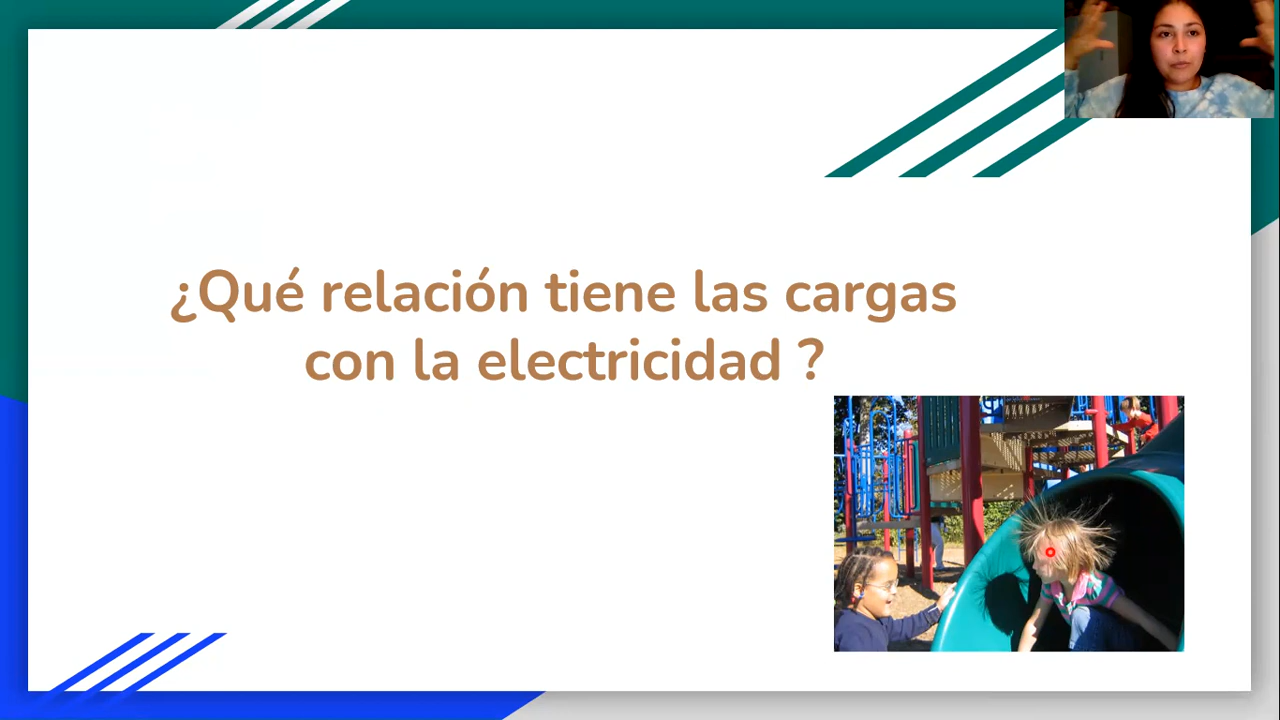 ¿Qué relación tiene las cargas
con la electricidad ?